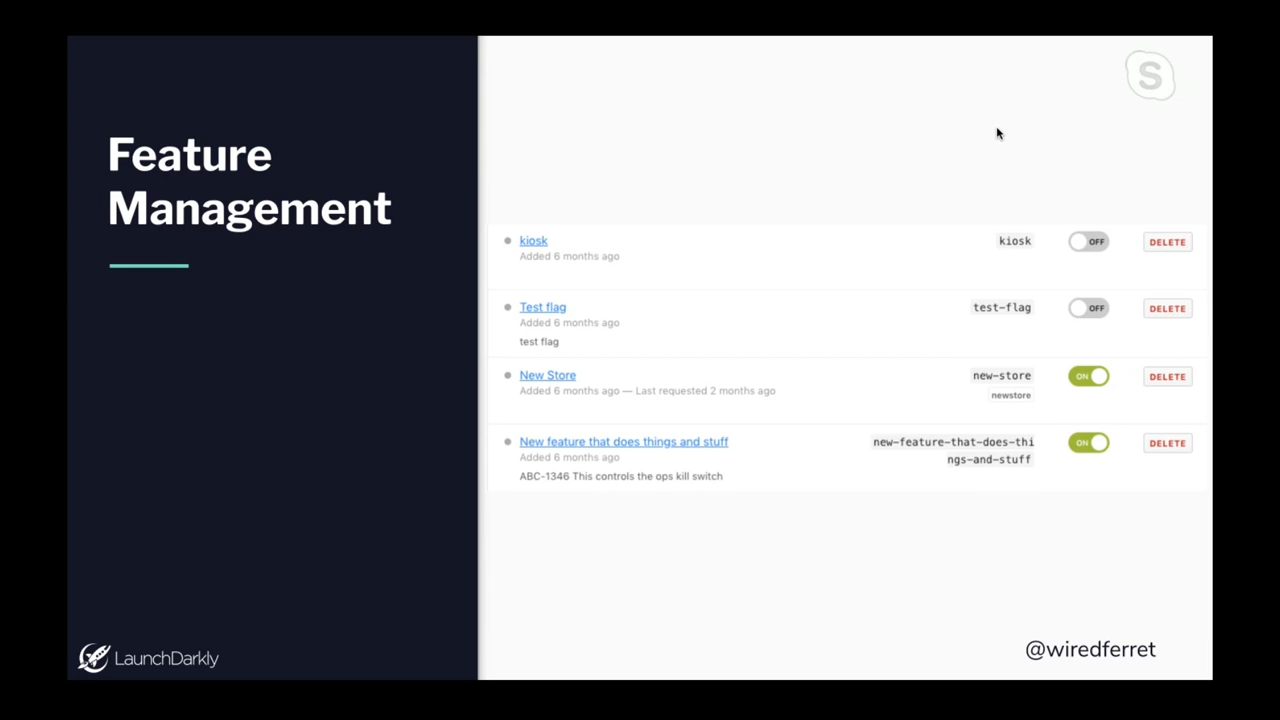 Feature
Management
S
kiosk
kiosk
OFF
DELETE
Added 6 months ago
Test flag
test-flag
OFF
DELETE
Added 6 months ago
test flag
New Store
new-store
ON
DELETE
Added 6 months ago — Last requested 2 months ago
newstore
New feature that does things and stuff
new-feature-that-does-thi
ON
DELETE
Added 6 months ago
ngs-and-stuff
ABC-1346 This controls the ops kill switch
LaunchDarkly
@wiredferret